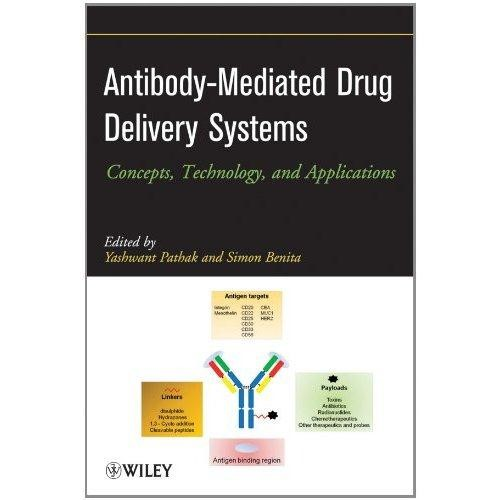 Antibody-Mediated Drug
Delivery Systems
Concepts, Technology, and Applications
Edited by
Yashwant Pathak and Simon Benita
Antigen targets
Integrin CD20 CEA
Mesothelin CD22 MUC1
CD25 HER2
CD30
CD33
CD56
Linkers
disulphide
Hydrazones
1,3 - Cyclo addition
Cleavable peptides
Payloads
Toxins
Antibiotics
Radionuclides
Chemotherapeutics
Other therapeutics and probes
Antigen binding region
WILEY